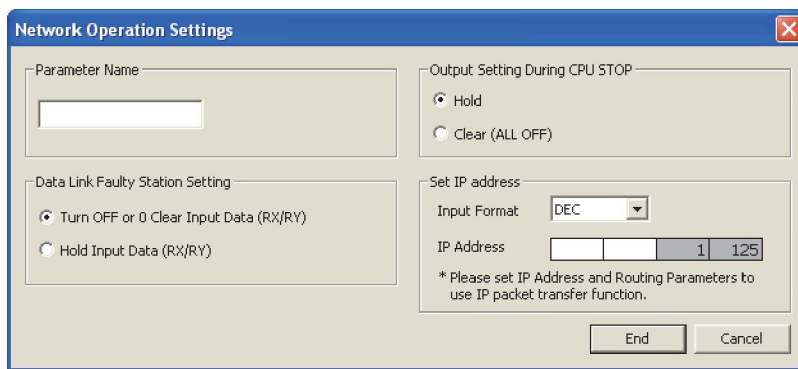 Network Operation Settings
Parameter Name
Data Link Faulty Station Setting
Turn OFF or 0 Clear Input Data (RX/RY)
Hold Input Data (RX/RY)
Output Setting During CPU STOP
Hold
Clear (ALL OFF)
Set IP address
Input Format DEC
IP Address 1 125
* Please set IP Address and Routing Parameters to
use IP packet transfer function.
End Cancel